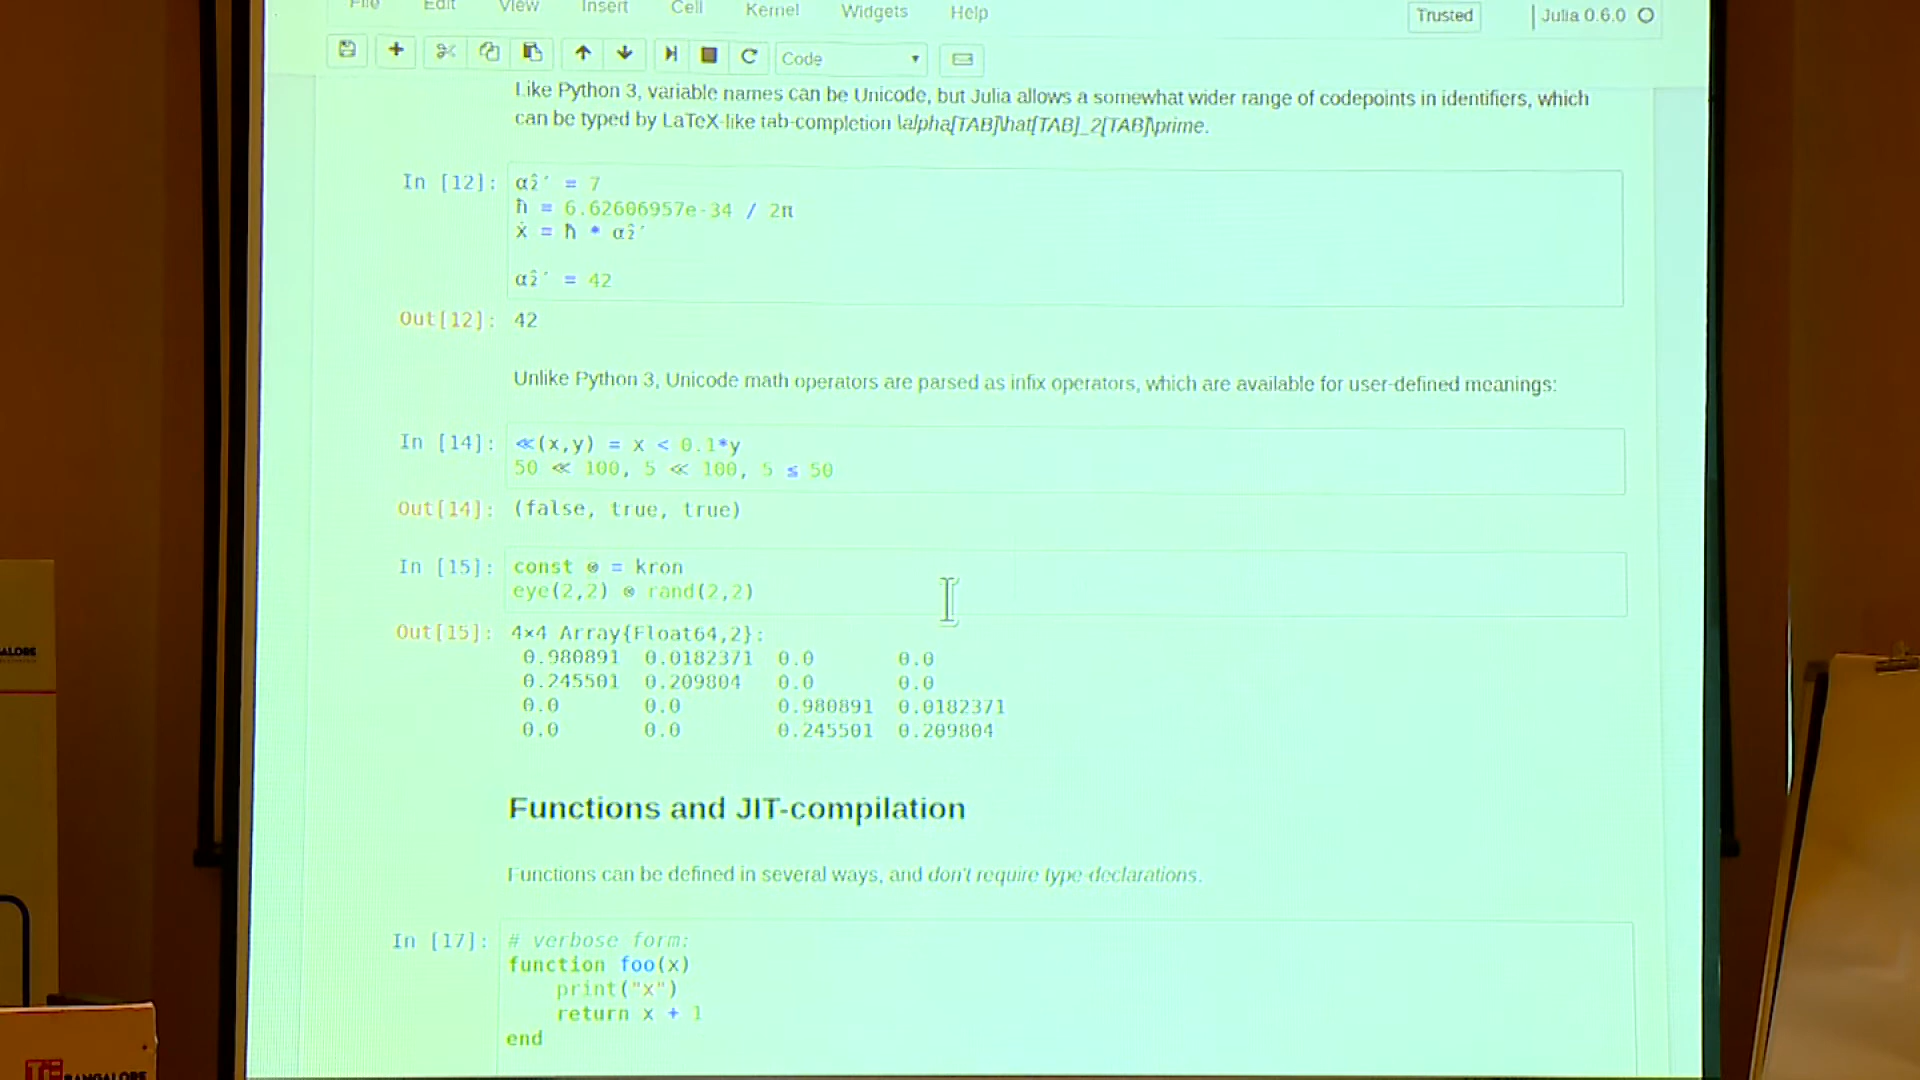 File Edit View Insert Cell Kernel Widgets Help Trusted Julia 0.6.0
Code
Like Python 3, variable names can be Unicode, but Julia allows a somewhat wider range of codepoints in identifiers, which
can be typed by LaTeX-like tab-completion \alpha[TAB]\hat[TAB]_2[TAB]\prime.
In [12]: α̂₂′ = 7
ħ = 6.62606957e-34 / 2π
ẋ = ħ * α̂₂′
α̂₂′ = 42
Out[12]: 42
Unlike Python 3, Unicode math operators are parsed as infix operators, which are available for user-defined meanings:
In [14]: ≪(x,y) = x < 0.1*y
50 ≪ 100, 5 ≪ 100, 5 ≤ 50
Out[14]: (false, true, true)
In [15]: const ⊗ = kron
eye(2,2) ⊗ rand(2,2)
Out[15]: 4×4 Array{Float64,2}:
0.980891 0.0182371 0.0 0.0
0.245501 0.209804 0.0 0.0
0.0 0.0 0.980891 0.0182371
0.0 0.0 0.245501 0.209804
Functions and JIT-compilation
Functions can be defined in several ways, and don't require type declarations.
In [17]: # verbose form:
function foo(x)
print("x")
return x + 1
end
GALORE
BANGALORE